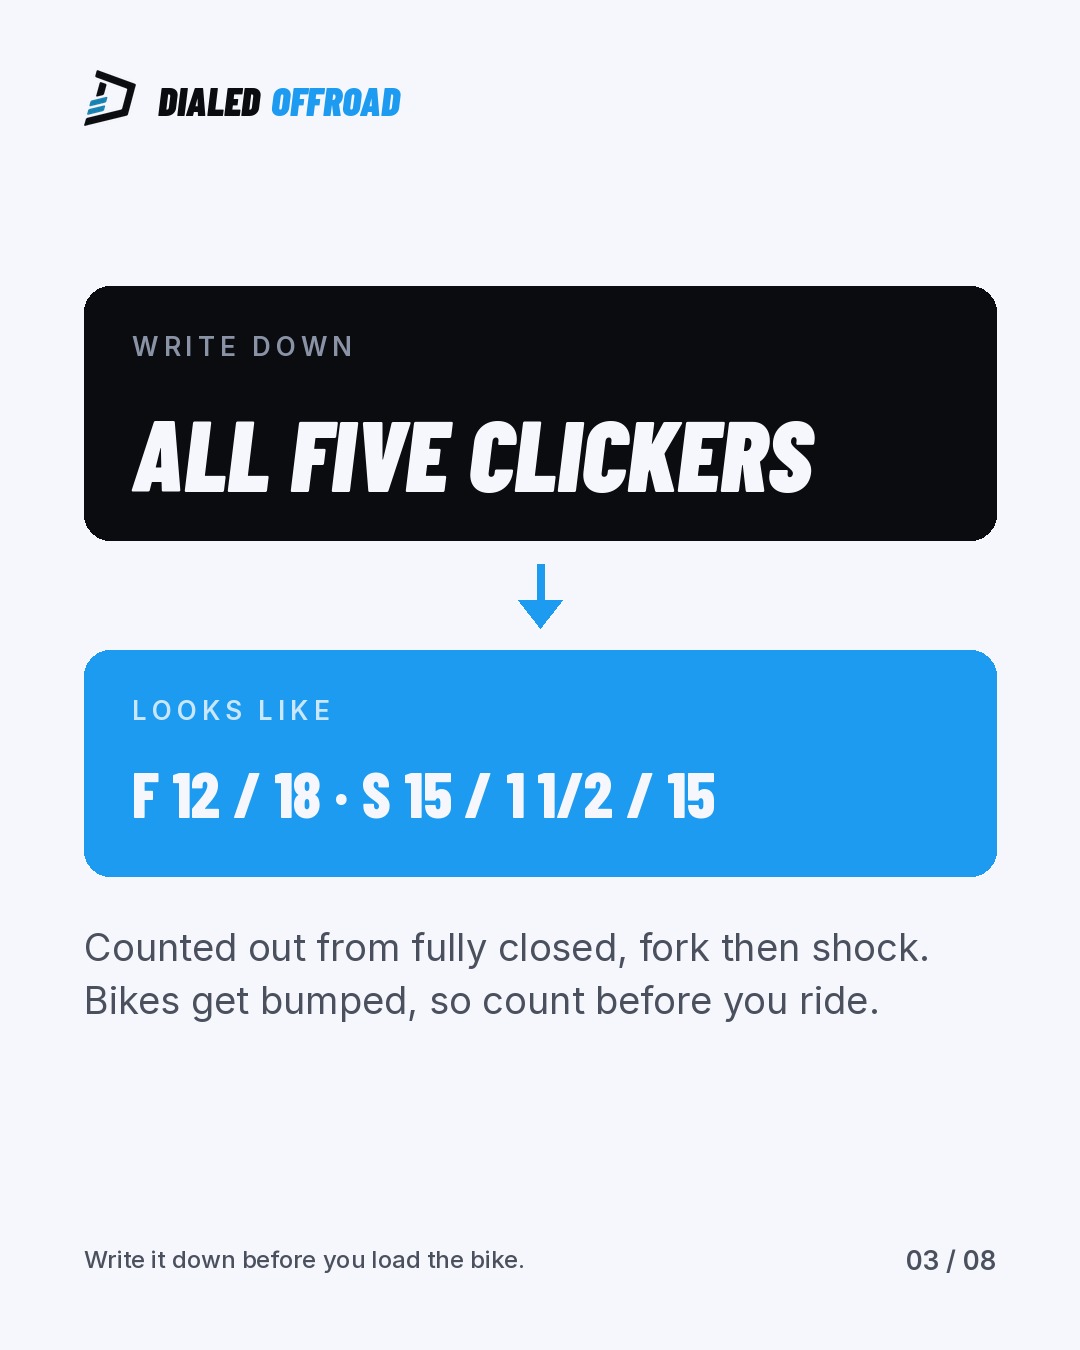 DIALED OFFROAD
WRITE DOWN
ALL FIVE CLICKERS
LOOKS LIKE
F 12 / 18 · S 15 / 1 1/2 / 15
Counted out from fully closed, fork then shock.
Bikes get bumped, so count before you ride.
Write it down before you load the bike.
03 / 08